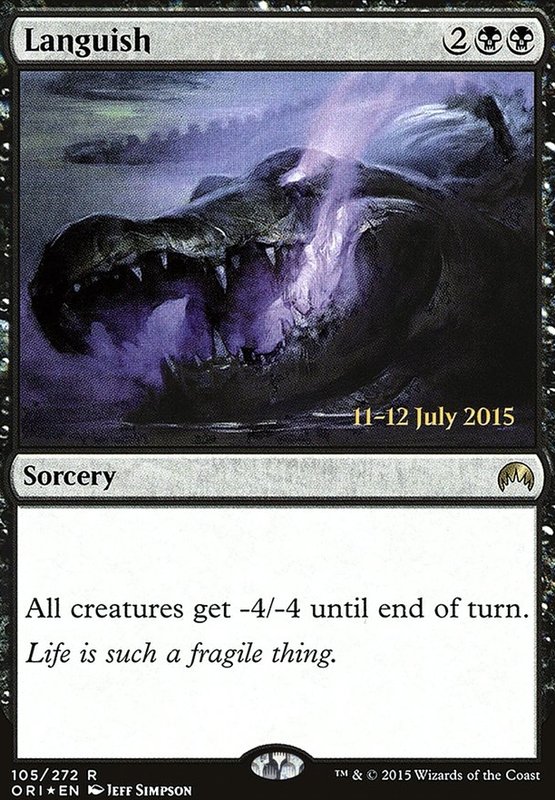 Languish 2
11-12 July 2015
Sorcery
All creatures get -4/-4 until end of turn.
Life is such a fragile thing.
105/272 R
ORI★EN Jeff Simpson
™ & © 2015 Wizards of the Coast